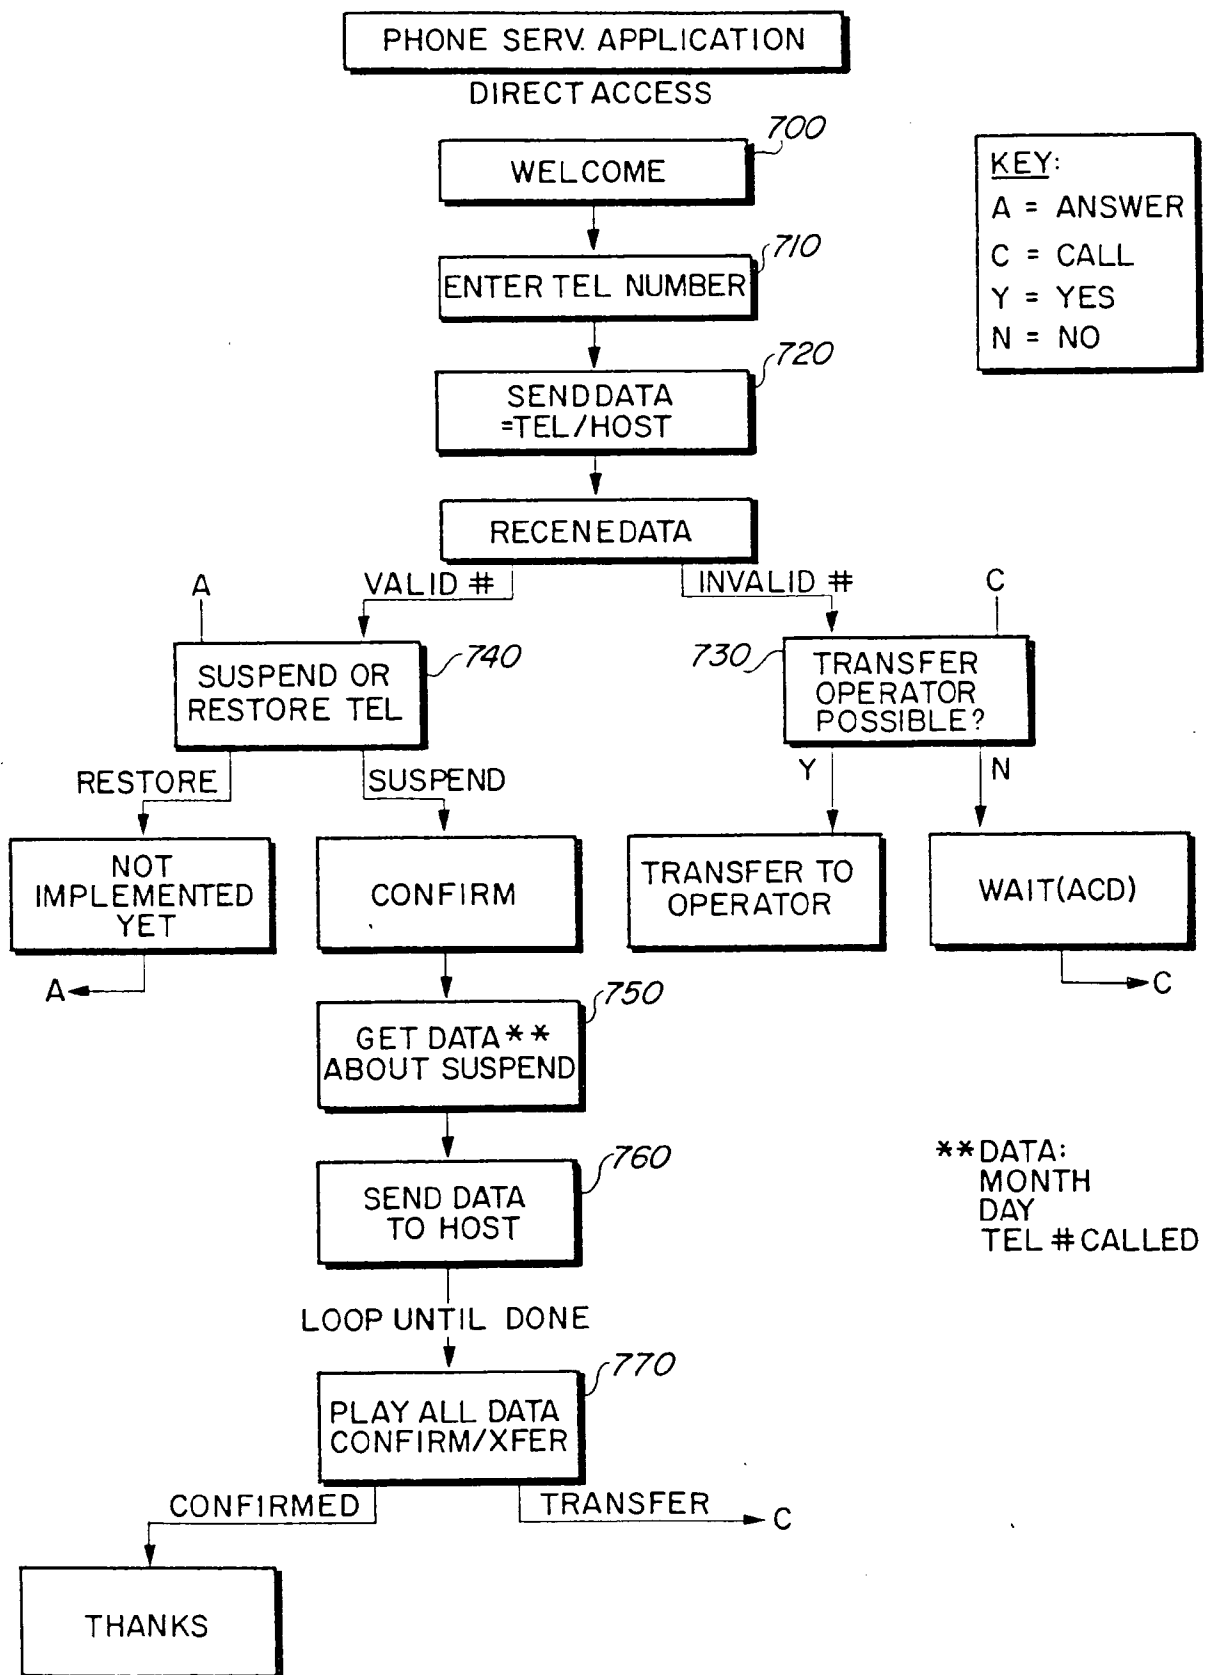 PHONE SERV. APPLICATION
DIRECT ACCESS
700
WELCOME
KEY:
A = ANSWER
C = CALL
Y = YES
N = NO
710
ENTER TEL NUMBER
720
SEND DATA
=TEL/HOST
RECENEDATA
VALID #
INVALID #
A
C
740
SUSPEND OR
RESTORE TEL
730
TRANSFER
OPERATOR
POSSIBLE?
RESTORE
SUSPEND
Y
N
NOT
IMPLEMENTED
YET
CONFIRM
TRANSFER TO
OPERATOR
WAIT(ACD)
A
C
750
GET DATA**
ABOUT SUSPEND
760
SEND DATA
TO HOST
**DATA:
MONTH
DAY
TEL # CALLED
LOOP UNTIL DONE
770
PLAY ALL DATA
CONFIRM/XFER
CONFIRMED
TRANSFER
C
THANKS